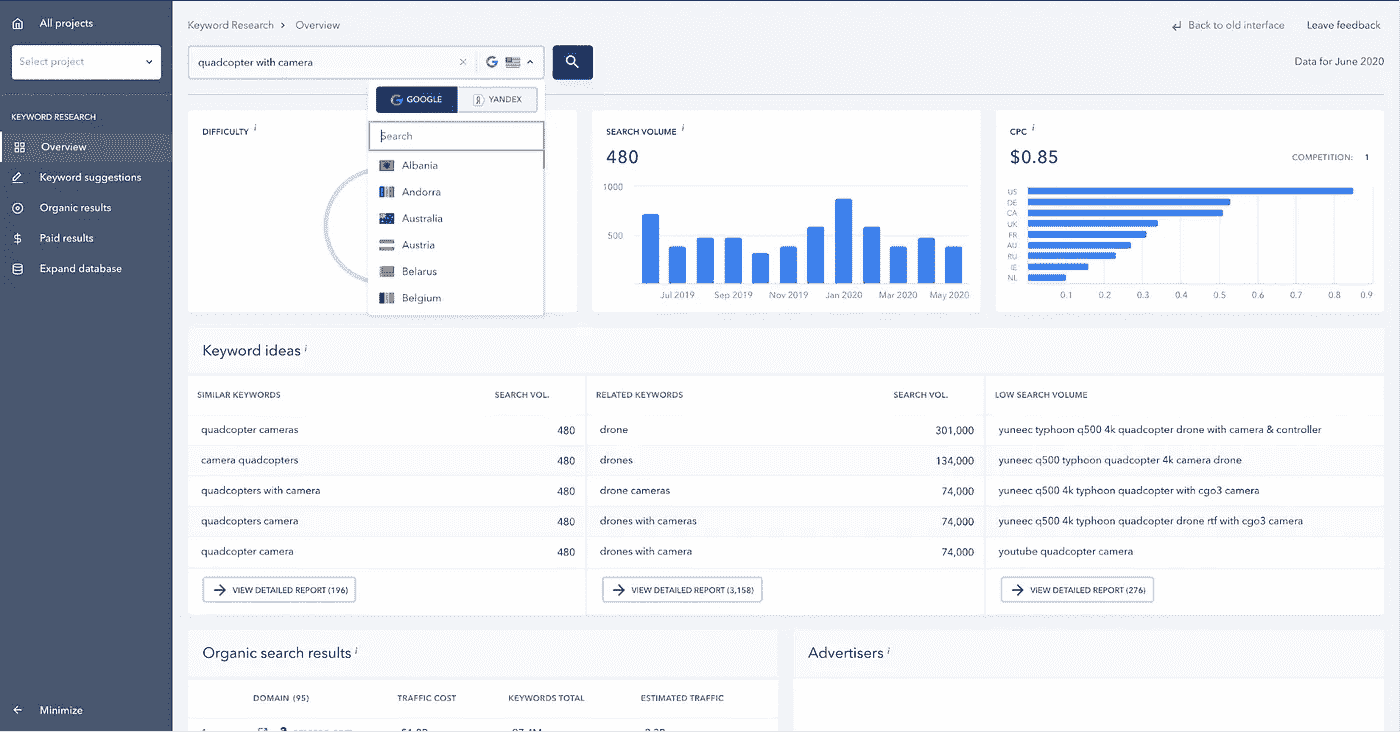 All projects
Select project
KEYWORD RESEARCH
Overview
Keyword suggestions
Organic results
Paid results
Expand database
Minimize
Keyword Research > Overview
Back to old interface
Leave feedback
quadcopter with camera
Data for June 2020
GOOGLE
YANDEX
Search
Albania
Andorra
Australia
Austria
Belarus
Belgium
DIFFICULTY i
SEARCH VOLUME i
480
1000
500
Jul 2019 Sep 2019 Nov 2019 Jan 2020 Mar 2020 May 2020
CPC i
$0.85
COMPETITION: 1
US
DE
CA
UK
FR
AU
RU
IE
NL
0.1 0.2 0.3 0.4 0.5 0.6 0.7 0.8 0.9
Keyword ideas i
SIMILAR KEYWORDS SEARCH VOL.
quadcopter cameras 480
camera quadcopters 480
quadcopters with camera 480
quadcopters camera 480
quadcopter camera 480
VIEW DETAILED REPORT (196)
RELATED KEYWORDS SEARCH VOL.
drone 301,000
drones 134,000
drone cameras 74,000
drones with cameras 74,000
drones with camera 74,000
VIEW DETAILED REPORT (3,158)
LOW SEARCH VOLUME
yuneec typhoon q500 4k quadcopter drone with camera & controller
yuneec q500 typhoon quadcopter 4k camera drone
yuneec q500 4k typhoon quadcopter with cgo3 camera
yuneec q500 4k typhoon quadcopter drone rtf with cgo3 camera
youtube quadcopter camera
VIEW DETAILED REPORT (276)
Organic search results i
DOMAIN (95) TRAFFIC COST KEYWORDS TOTAL ESTIMATED TRAFFIC
Advertisers i